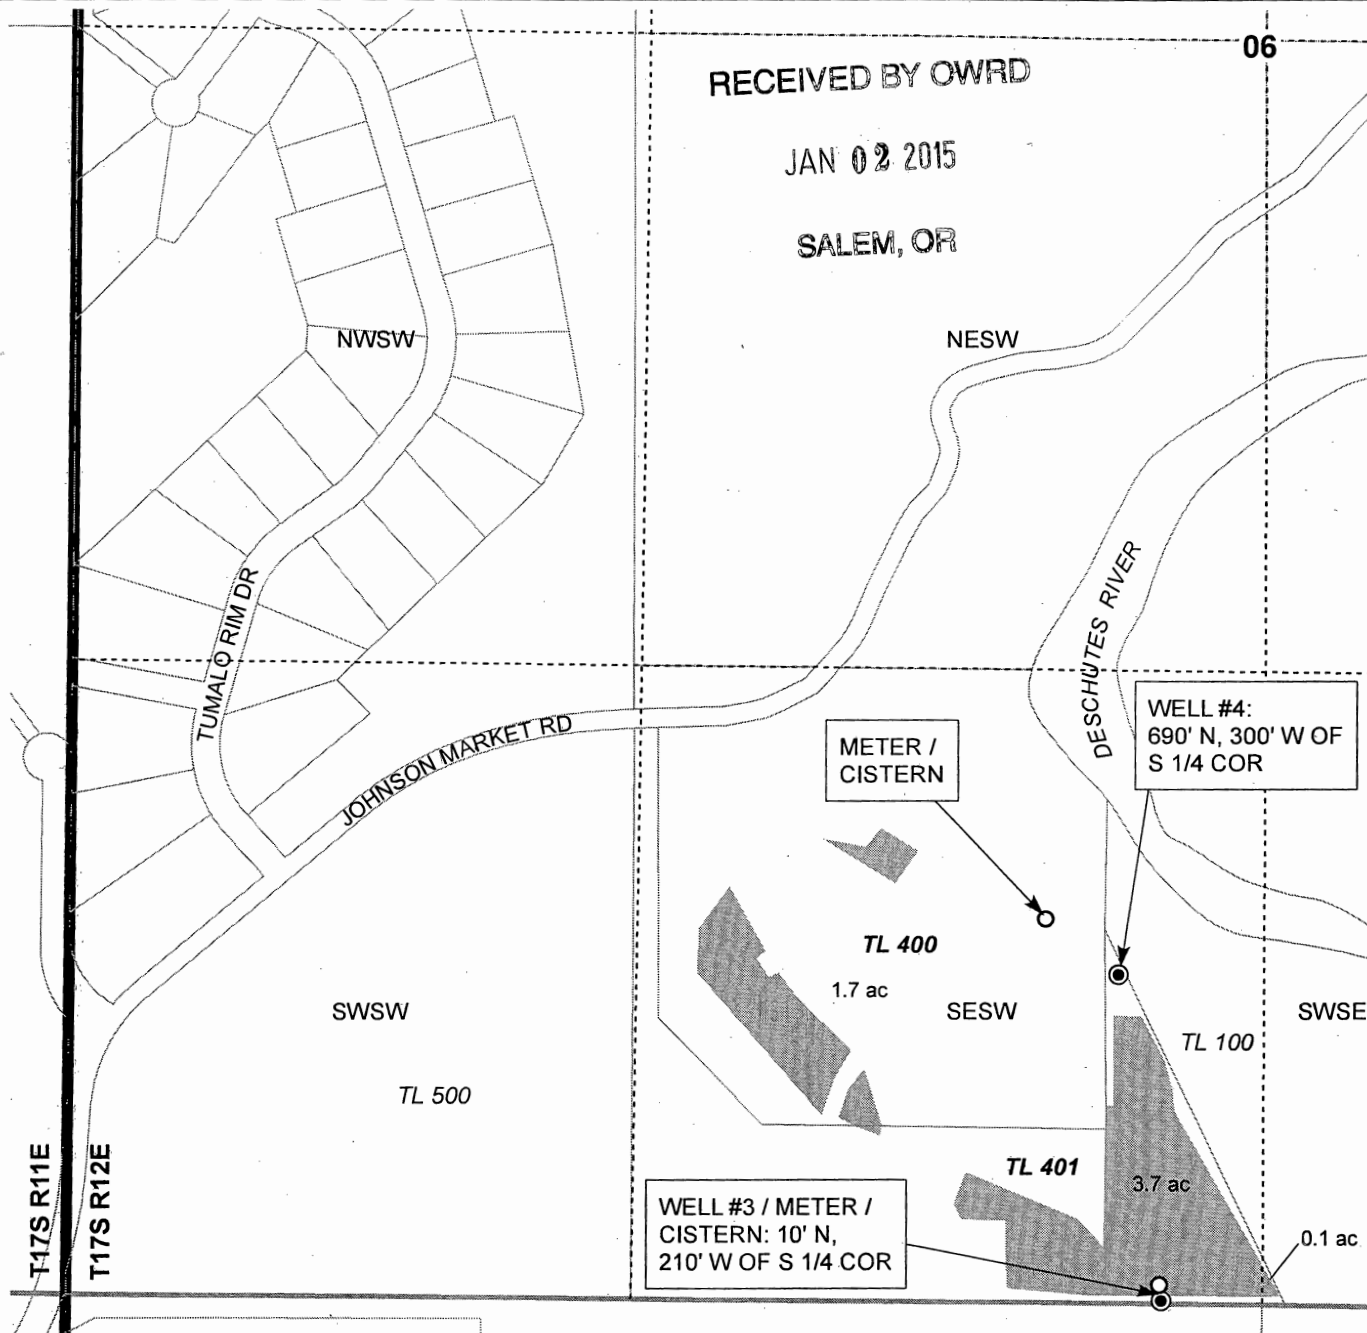 06
RECEIVED BY OWRD
JAN 02 2015
SALEM, OR
NWSW
NESW
TUMALO RIM DR
DESCHUTES RIVER
JOHNSON MARKET RD
METER /
CISTERN
WELL #4:
690' N, 300' W OF
S 1/4 COR
TL 400
1.7 ac
SWSW
SESW
SWSE
TL 100
TL 500
T17S R11E
T17S R12E
TL 401
3.7 ac
WELL #3 / METER /
CISTERN: 10' N,
210' W OF S 1/4 COR
0.1 ac